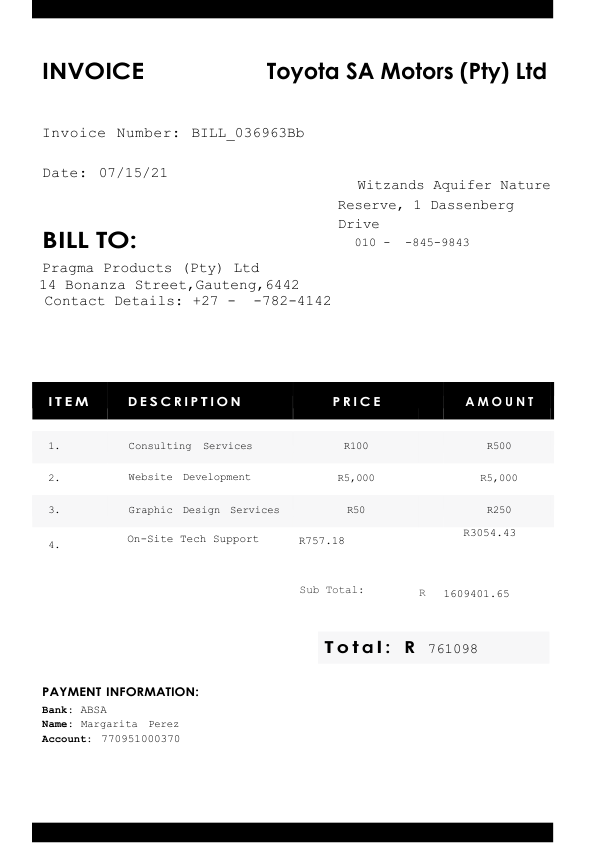 INVOICE Toyota SA Motors (Pty) Ltd
Invoice Number: BILL_036963Bb
Date: 07/15/21
Witzands Aquifer Nature
Reserve, 1 Dassenberg
Drive
010 -  -845-9843
BILL TO:
Pragma Products (Pty) Ltd
14 Bonanza Street,Gauteng,6442
Contact Details: +27 -  -782-4142
ITEM DESCRIPTION PRICE AMOUNT
1. Consulting Services R100 R500
2. Website Development R5,000 R5,000
3. Graphic Design Services R50 R250
4. On-Site Tech Support R757.18 R3054.43
Sub Total: R 1609401.65
Total: R 761098
PAYMENT INFORMATION:
Bank: ABSA
Name: Margarita Perez
Account: 770951000370